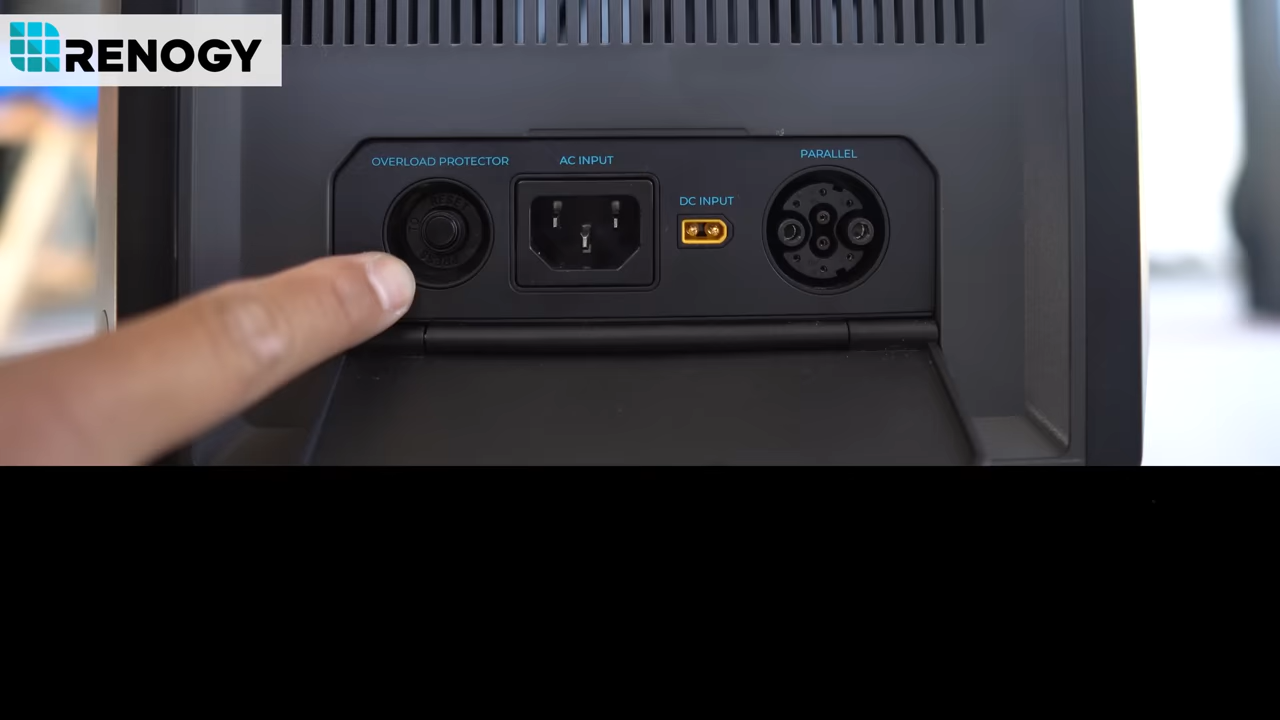 RENOGY
OVERLOAD PROTECTOR
AC INPUT
DC INPUT
PARALLEL